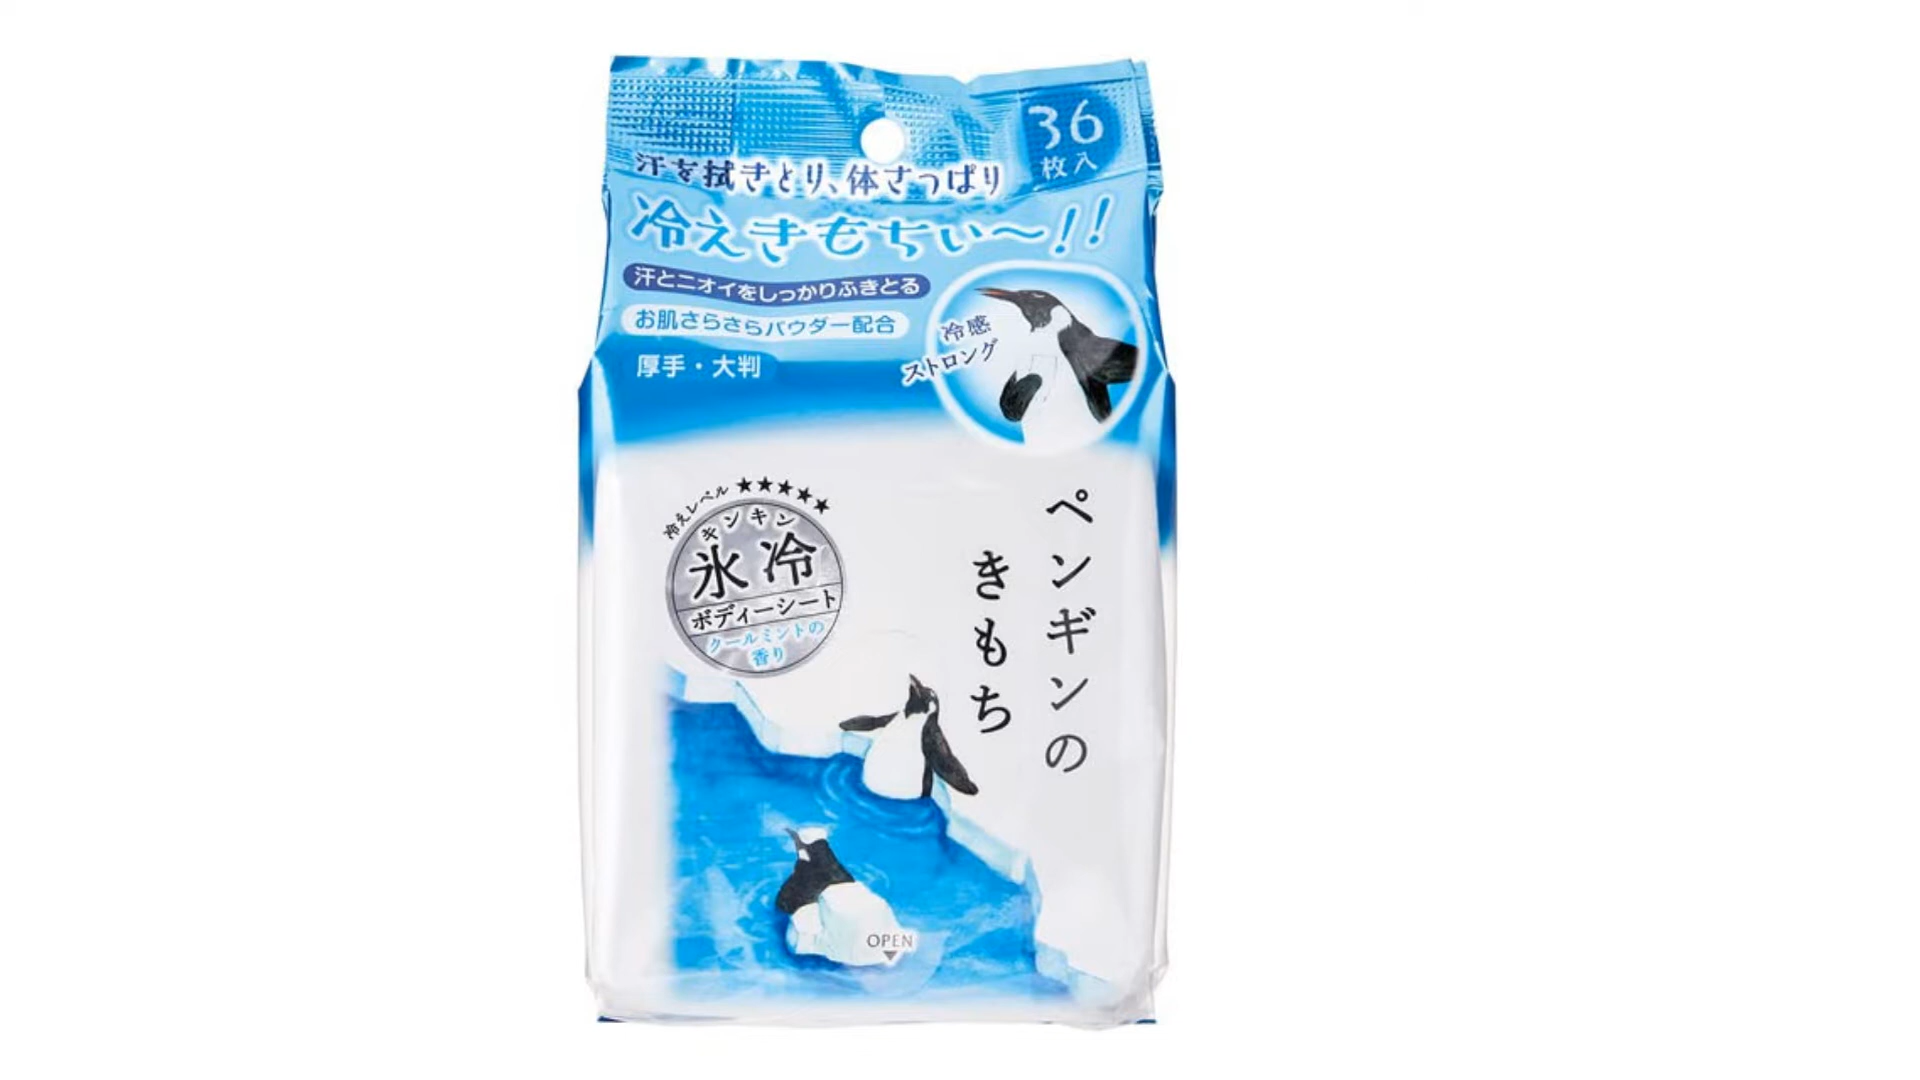 36
枚入
汗を拭きとり、体さっぱり
冷えきもちぃ〜!!
汗とニオイをしっかりふきとる
お肌さらさらパウダー配合
厚手・大判
冷感
ストロング
冷えレベル ★★★★★
キンキン
氷冷
ボディーシート
クールミントの
香り
ペンギンの
きもち
OPEN